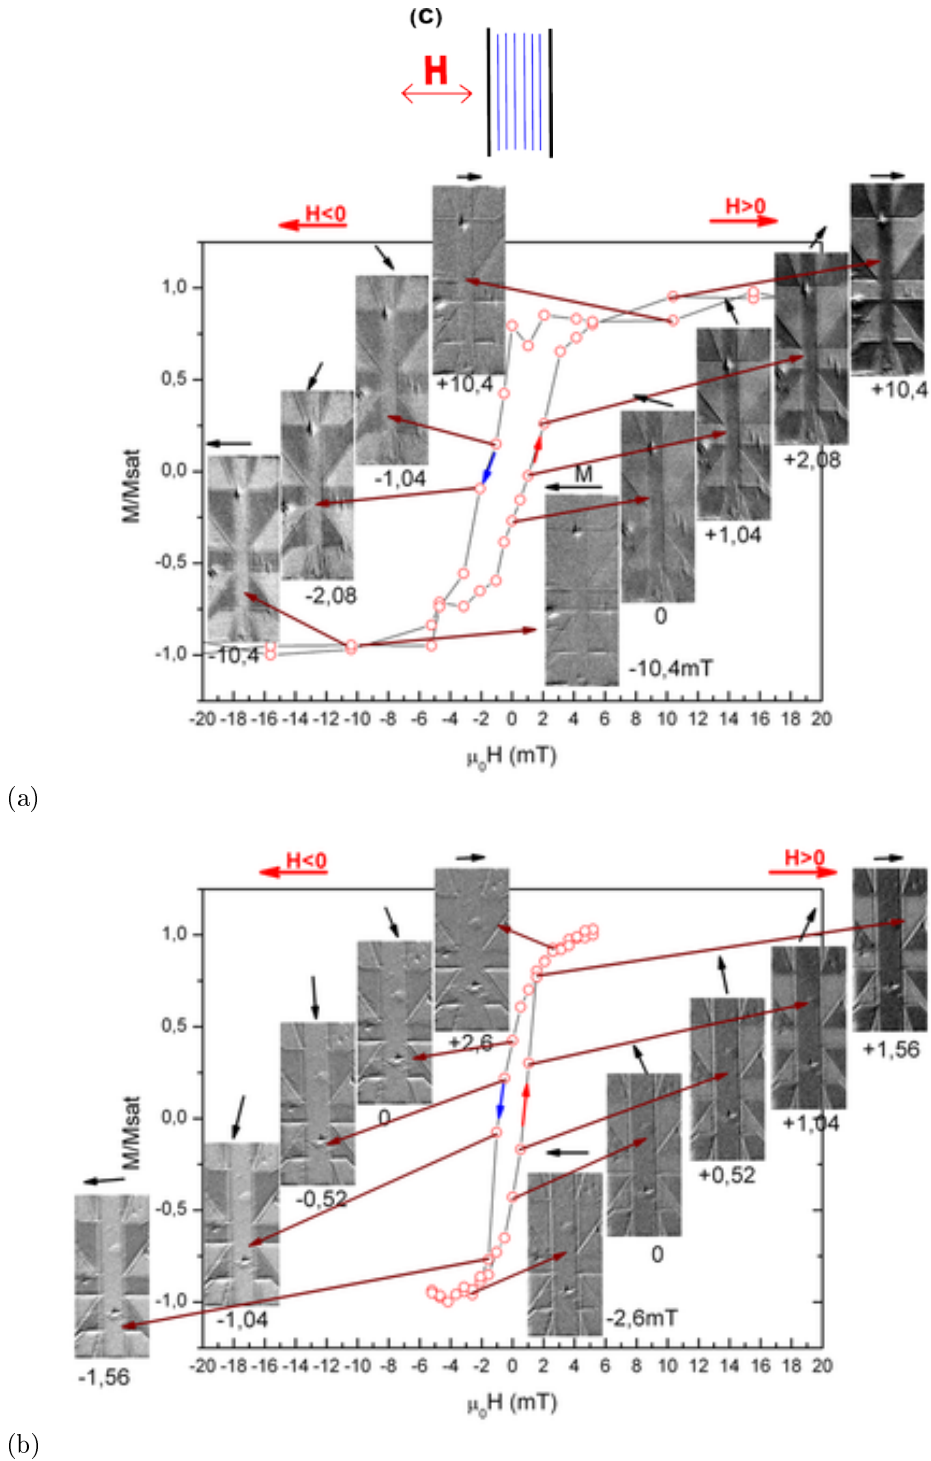 (C)
H
H<0
H>0
+10,4
+10,4
-1,04
+2,08
-2,08
+1,04
-10,4
M
0
-10,4mT
M/Msat
1,0
0,5
0,0
-0,5
-1,0
-20 -18 -16 -14 -12 -10 -8 -6 -4 -2 0 2 4 6 8 10 12 14 16 18 20
μ0H (mT)
(a)
H<0
H>0
+2,6
+1,56
0
+1,04
-0,52
+0,52
-1,04
0
-1,56
-2,6mT
M/Msat
1,0
0,5
0,0
-0,5
-1,0
-20 -18 -16 -14 -12 -10 -8 -6 -4 -2 0 2 4 6 8 10 12 14 16 18 20
μ0H (mT)
(b)